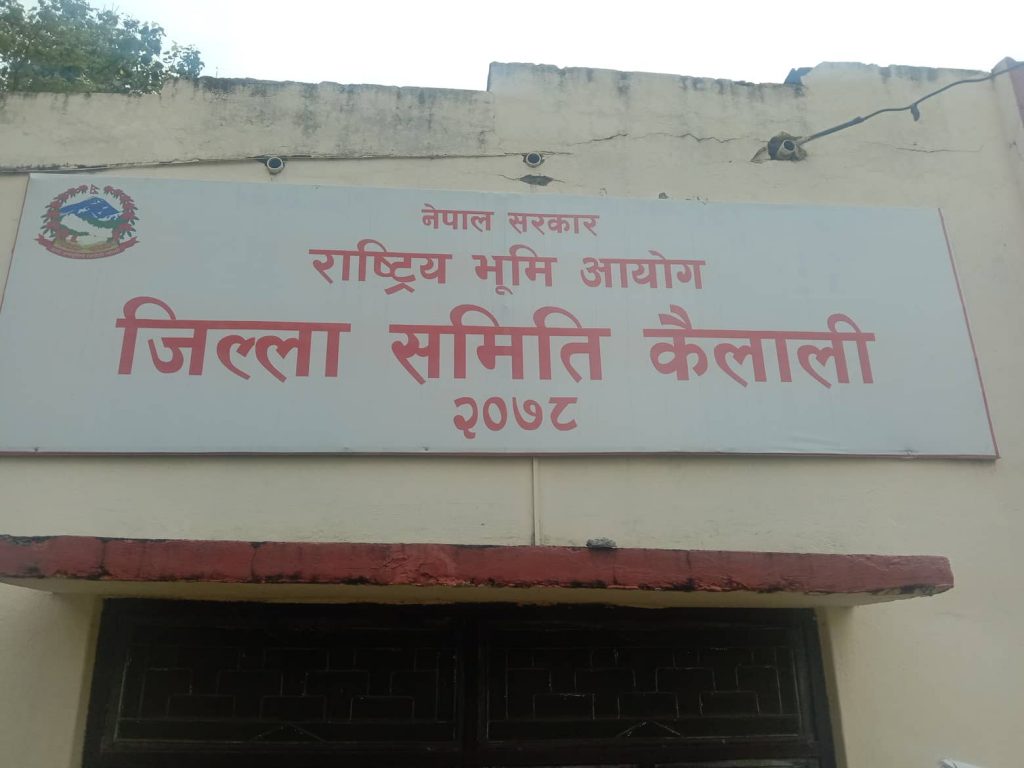 नेपाल सरकार
राष्ट्रिय भूमि आयोग
जिल्ला समिति कैलाली
२०७८